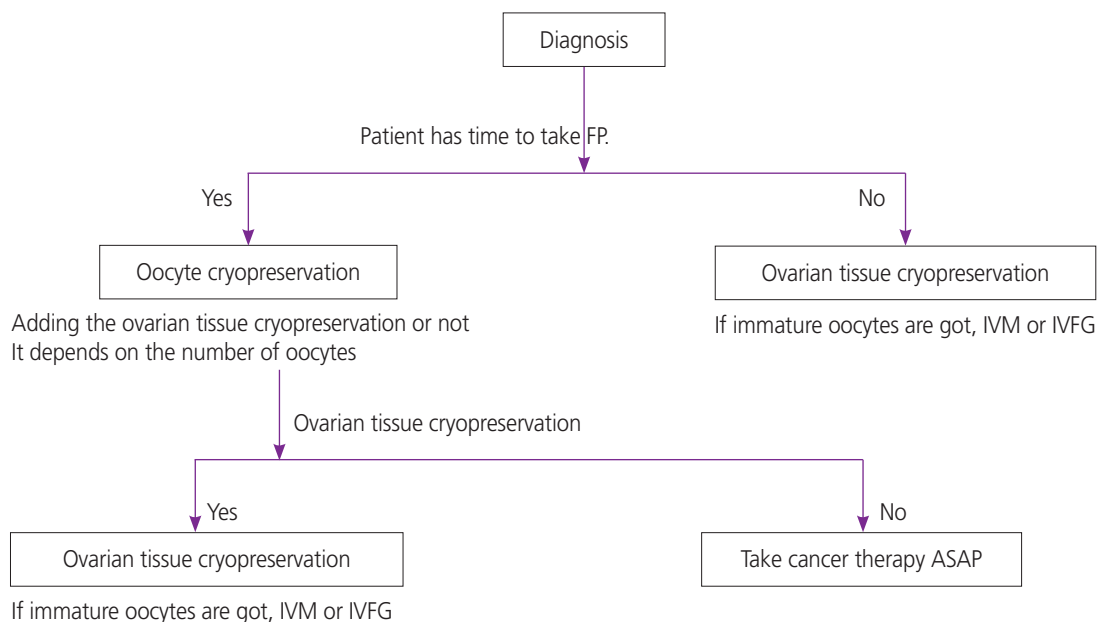 Diagnosis
Patient has time to take FP.
Yes
No
Oocyte cryopreservation
Ovarian tissue cryopreservation
Adding the ovarian tissue cryopreservation or not
It depends on the number of oocytes
If immature oocytes are got, IVM or IVFG
Ovarian tissue cryopreservation
Yes
No
Ovarian tissue cryopreservation
Take cancer therapy ASAP
If immature oocytes are got, IVM or IVFG